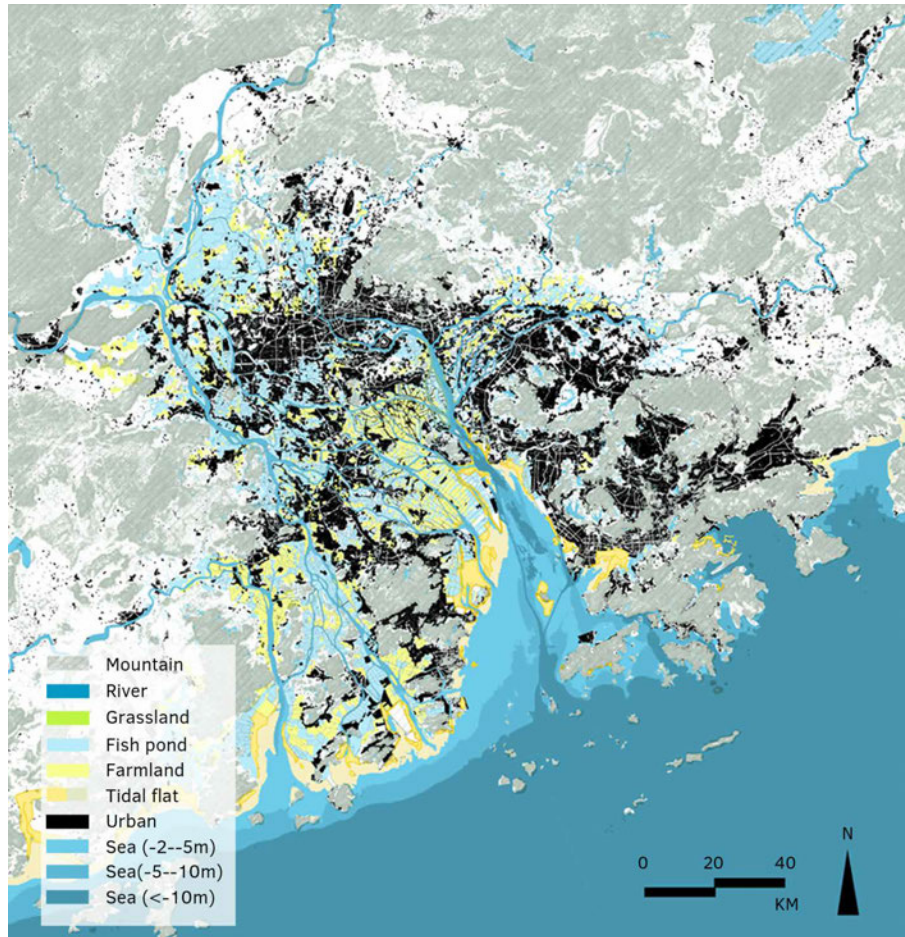 Mountain
River
Grassland
Fish pond
Farmland
Tidal flat
Urban
Sea (-2--5m)
Sea(-5--10m)
Sea (<-10m)
0 20 40
KM
N